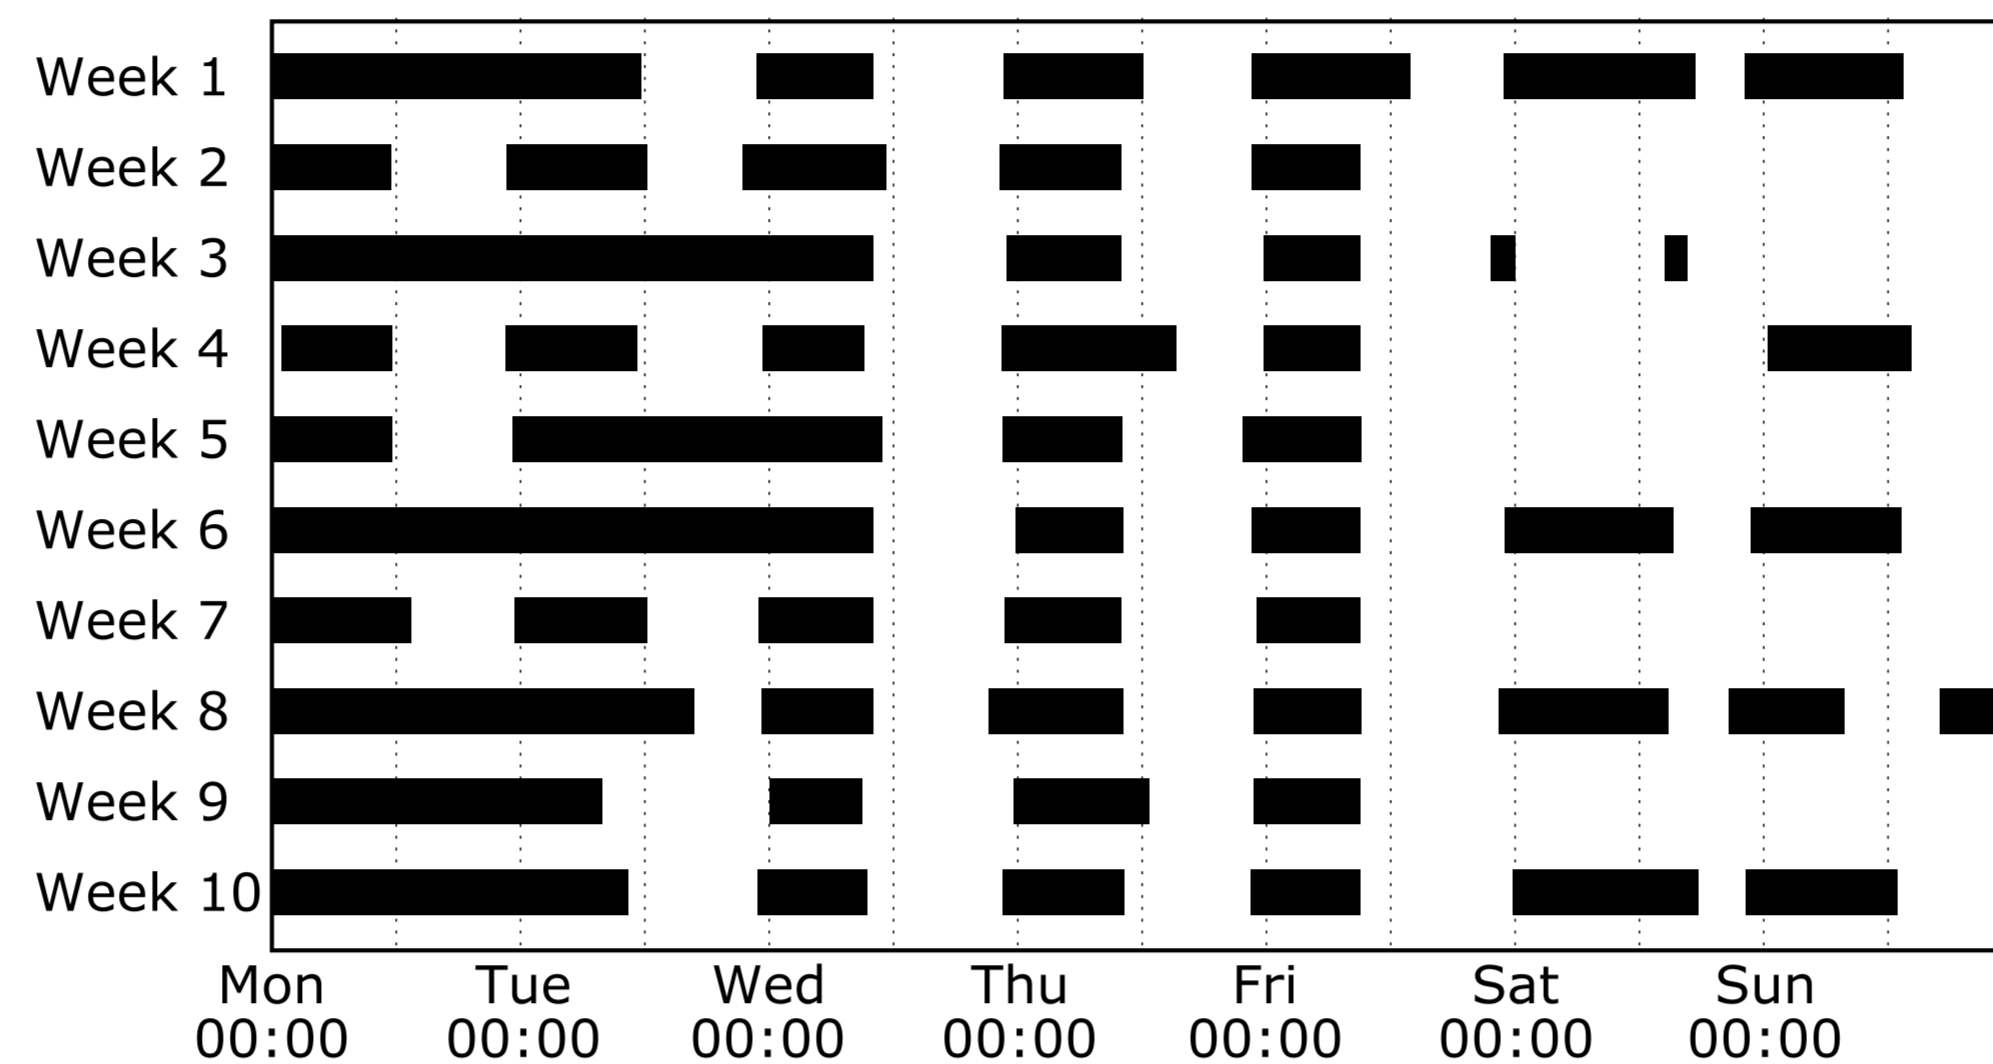 Week 1
Week 2
Week 3
Week 4
Week 5
Week 6
Week 7
Week 8
Week 9
Week 10
Mon Tue Wed Thu Fri Sat Sun
00:00 00:00 00:00 00:00 00:00 00:00 00:00